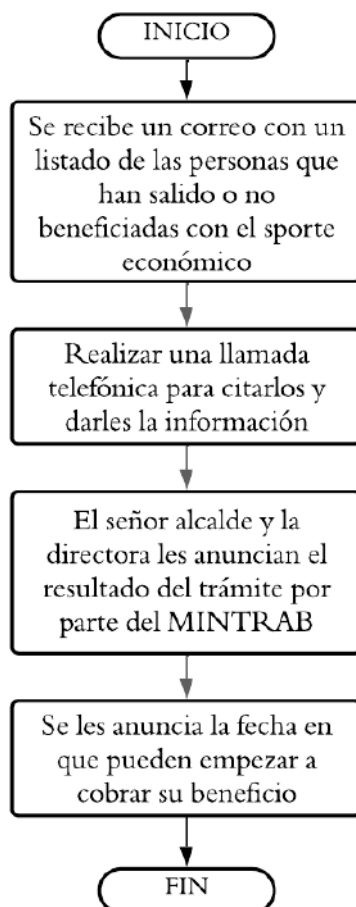 INICIO
Se recibe un correo con un
listado de las personas que
han salido o no
beneficiadas con el sporte
económico
Realizar una llamada
telefónica para citarlos y
darles la información
El señor alcalde y la
directora les anuncian el
resultado del trámite por
parte del MINTRAB
Se les anuncia la fecha en
que pueden empezar a
cobrar su beneficio
FIN